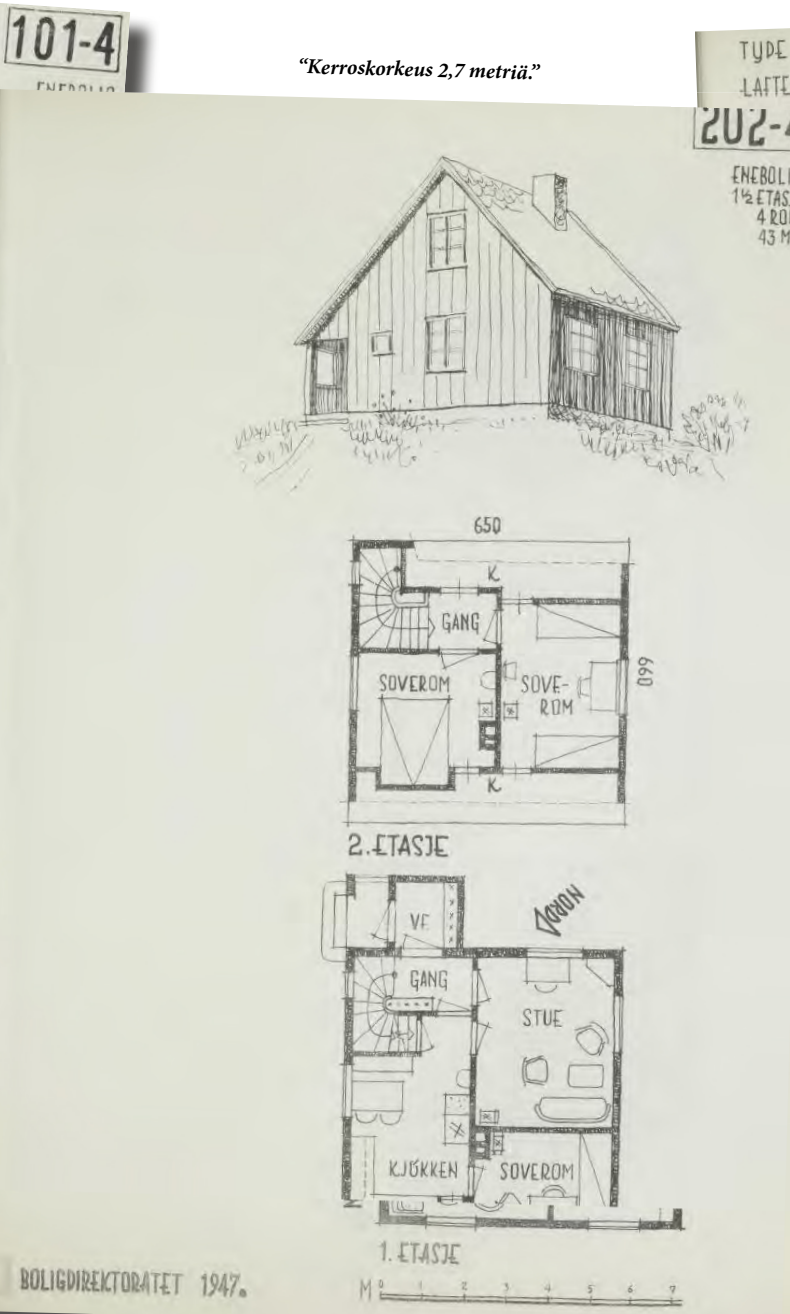 101-4
“Kerroskorkeus 2,7 metriä.”
TYPE
LAFTE
202-4
1½ ETAS
43 M
650
K
GANG
SOVEROM
SOVE-
ROM
660
K
2. ETASJE
NORD
VF
GANG
STUE
KJØKKEN
SOVEROM
1. ETASJE
M 0 1 2 3 4 5 6 7
BOLIGDIREKTORATET 1947.